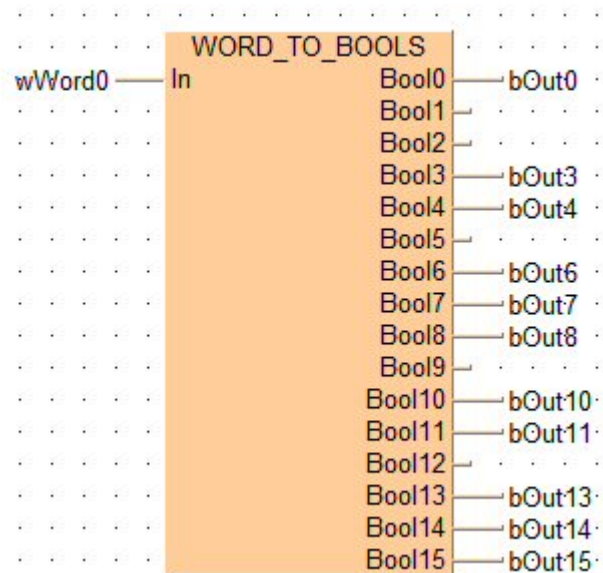 WORD_TO_BOOLS
wWord0 In Bool0 bOut0
Bool1
Bool2
Bool3 bOut3
Bool4 bOut4
Bool5
Bool6 bOut6
Bool7 bOut7
Bool8 bOut8
Bool9
Bool10 bOut10
Bool11 bOut11
Bool12
Bool13 bOut13
Bool14 bOut14
Bool15 bOut15